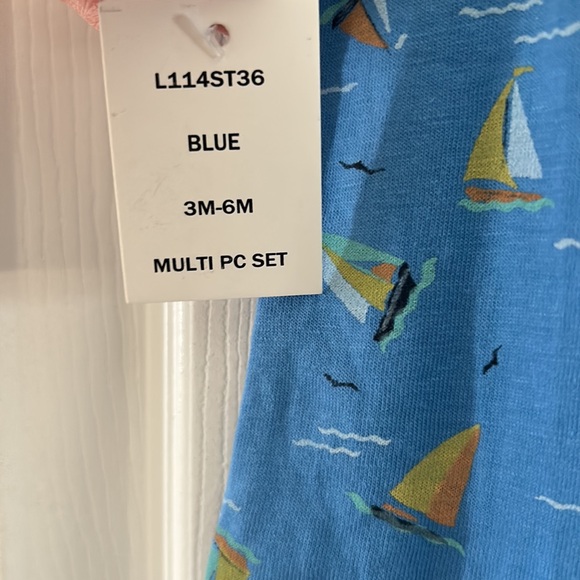 L114ST36
BLUE
3M-6M
MULTI PC SET